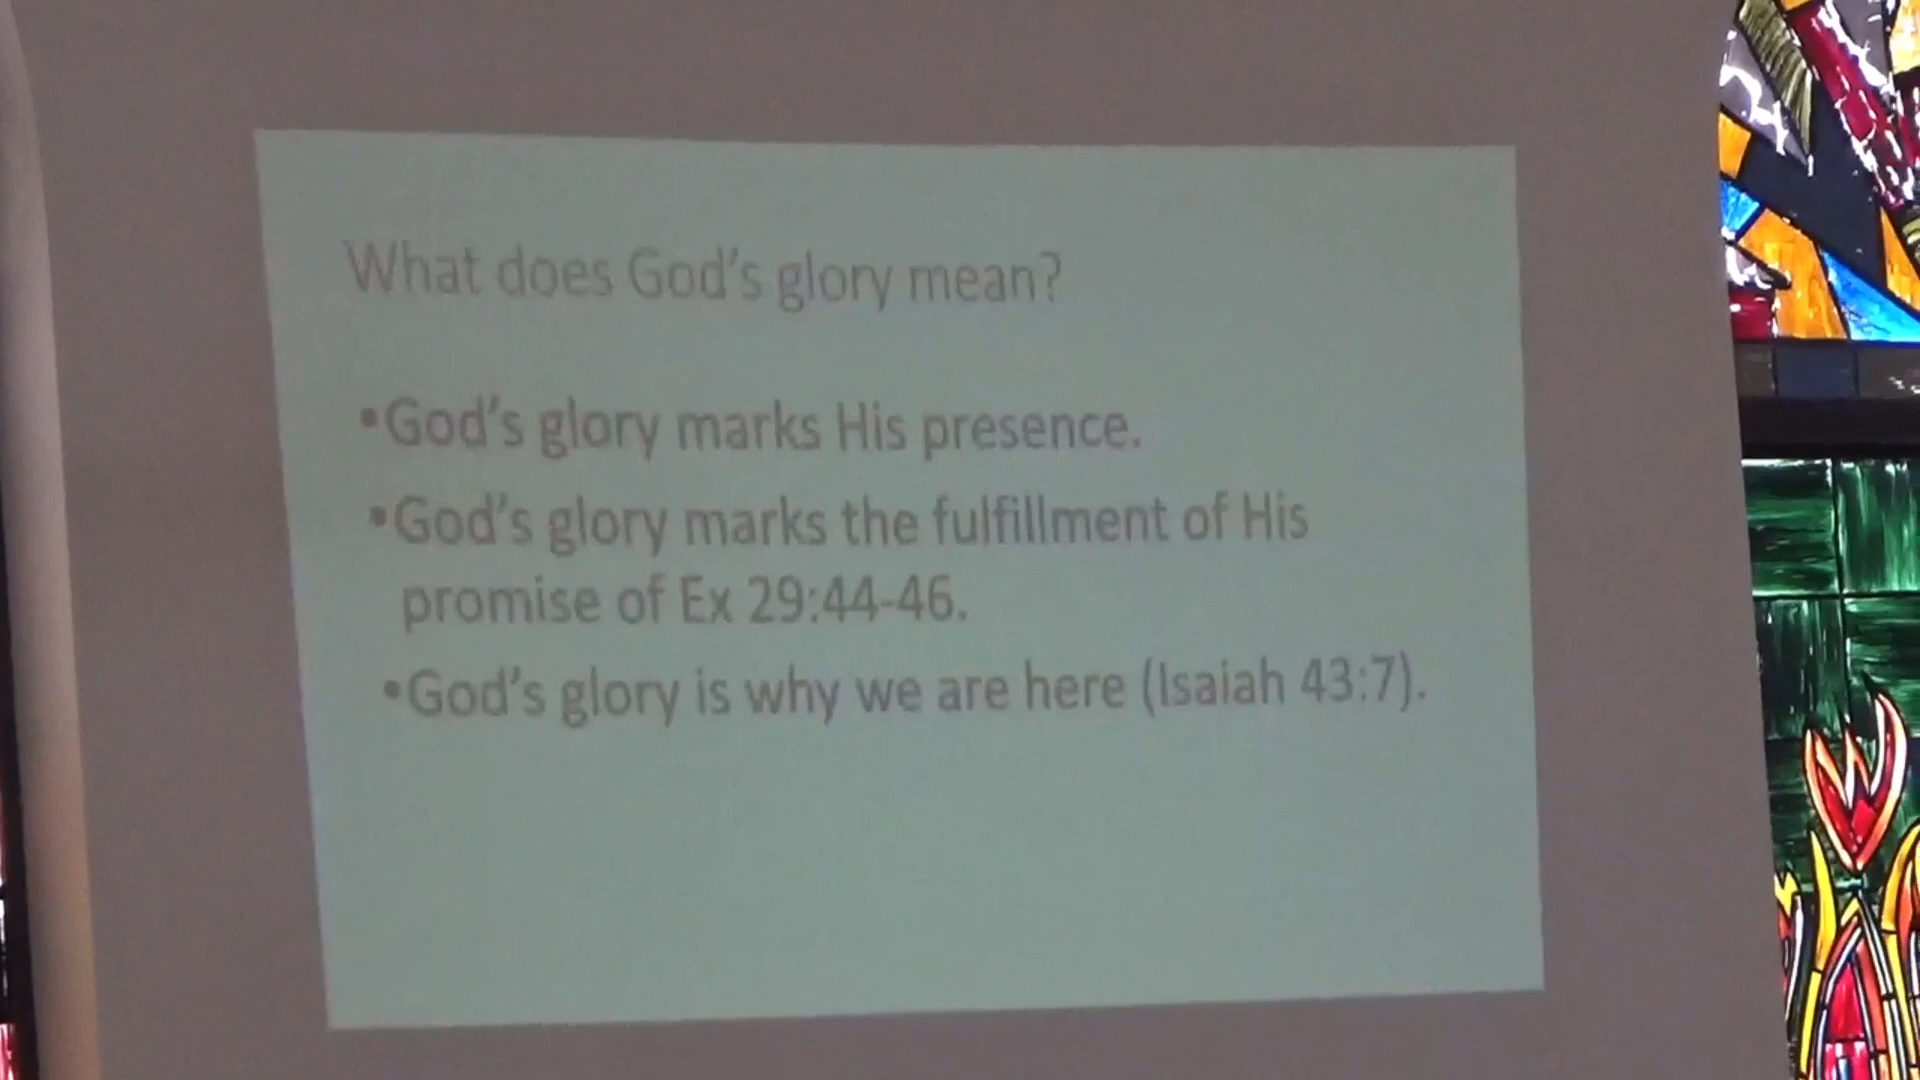 What does God's glory mean?
•God's glory marks His presence.
•God's glory marks the fulfillment of His
promise of Ex 29:44-46.
•God's glory is why we are here (Isaiah 43:7).